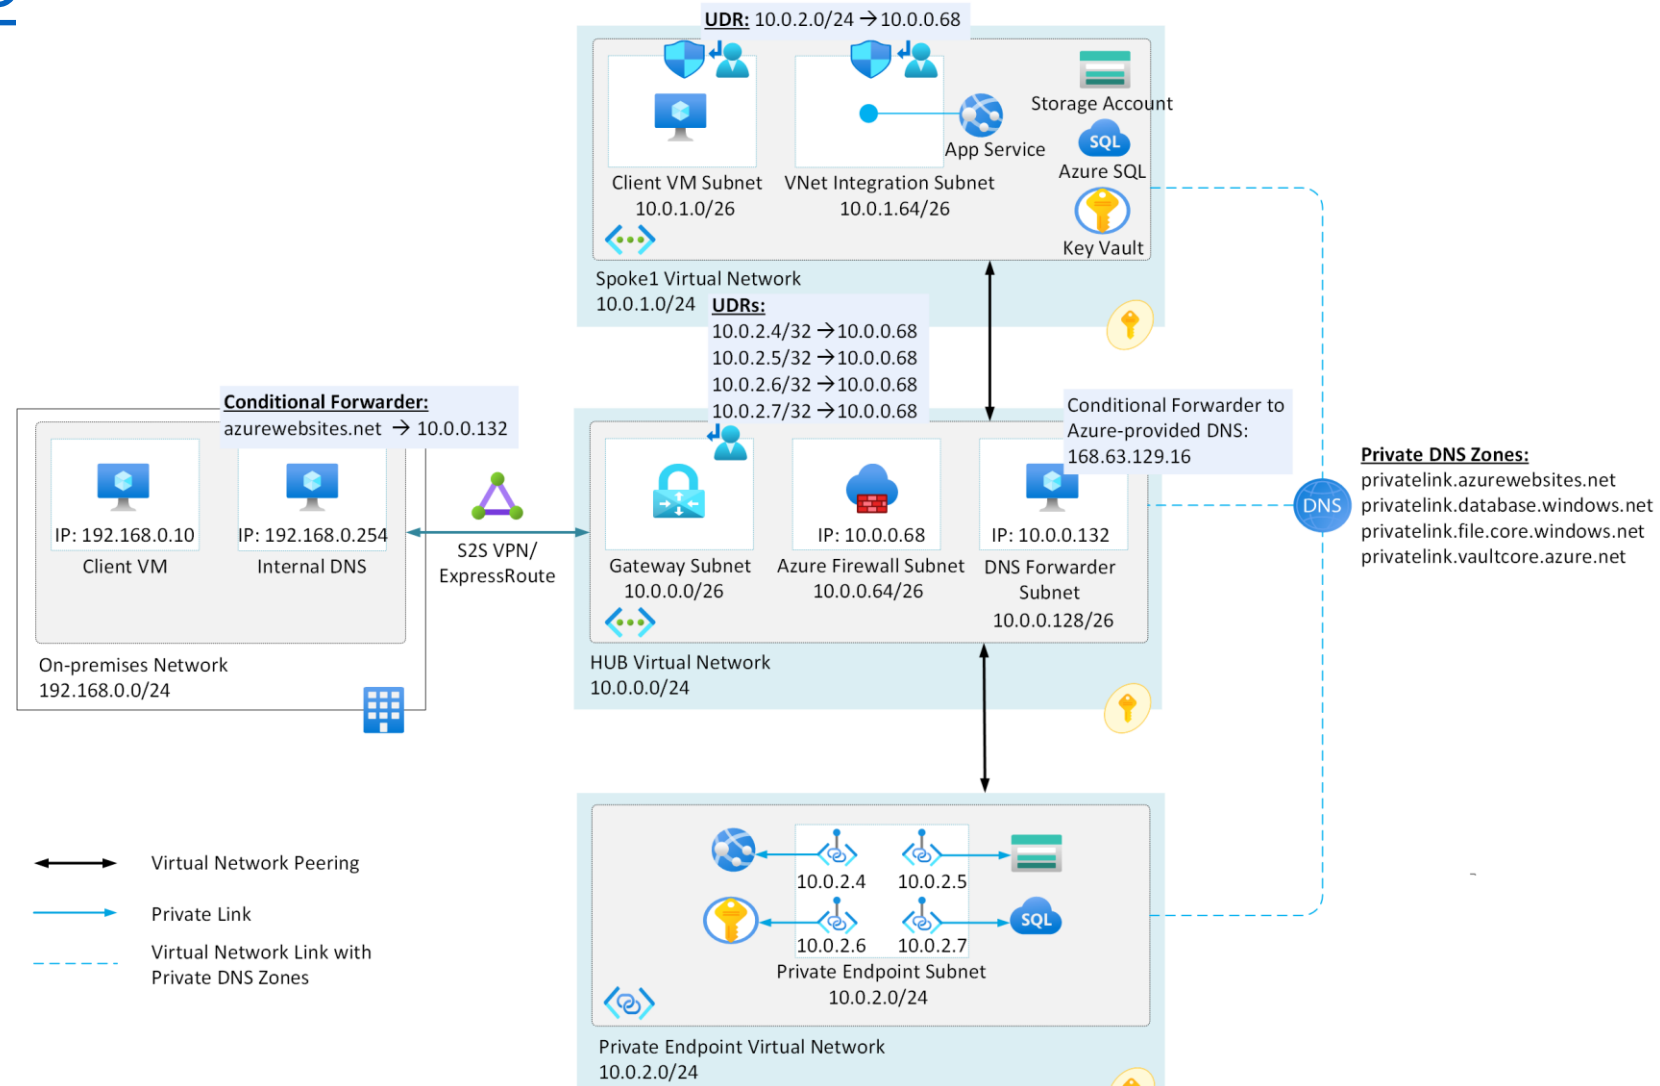 UDR: 10.0.2.0/24 → 10.0.0.68
Storage Account
SQL
App Service
Azure SQL
Client VM Subnet
10.0.1.0/26
VNet Integration Subnet
10.0.1.64/26
Key Vault
Spoke1 Virtual Network
10.0.1.0/24
UDRs:
10.0.2.4/32 → 10.0.0.68
10.0.2.5/32 → 10.0.0.68
10.0.2.6/32 → 10.0.0.68
10.0.2.7/32 → 10.0.0.68
Conditional Forwarder:
azurewebsites.net → 10.0.0.132
Conditional Forwarder to
Azure-provided DNS:
168.63.129.16
IP: 192.168.0.10
Client VM
IP: 192.168.0.254
Internal DNS
S2S VPN/
ExpressRoute
Gateway Subnet
10.0.0.0/26
IP: 10.0.0.68
Azure Firewall Subnet
10.0.0.64/26
IP: 10.0.0.132
DNS Forwarder
Subnet
10.0.0.128/26
DNS
Private DNS Zones:
privatelink.azurewebsites.net
privatelink.database.windows.net
privatelink.file.core.windows.net
privatelink.vaultcore.azure.net
On-premises Network
192.168.0.0/24
HUB Virtual Network
10.0.0.0/24
Virtual Network Peering
Private Link
Virtual Network Link with
Private DNS Zones
10.0.2.4
10.0.2.5
10.0.2.6
10.0.2.7
SQL
Private Endpoint Subnet
10.0.2.0/24
Private Endpoint Virtual Network
10.0.2.0/24